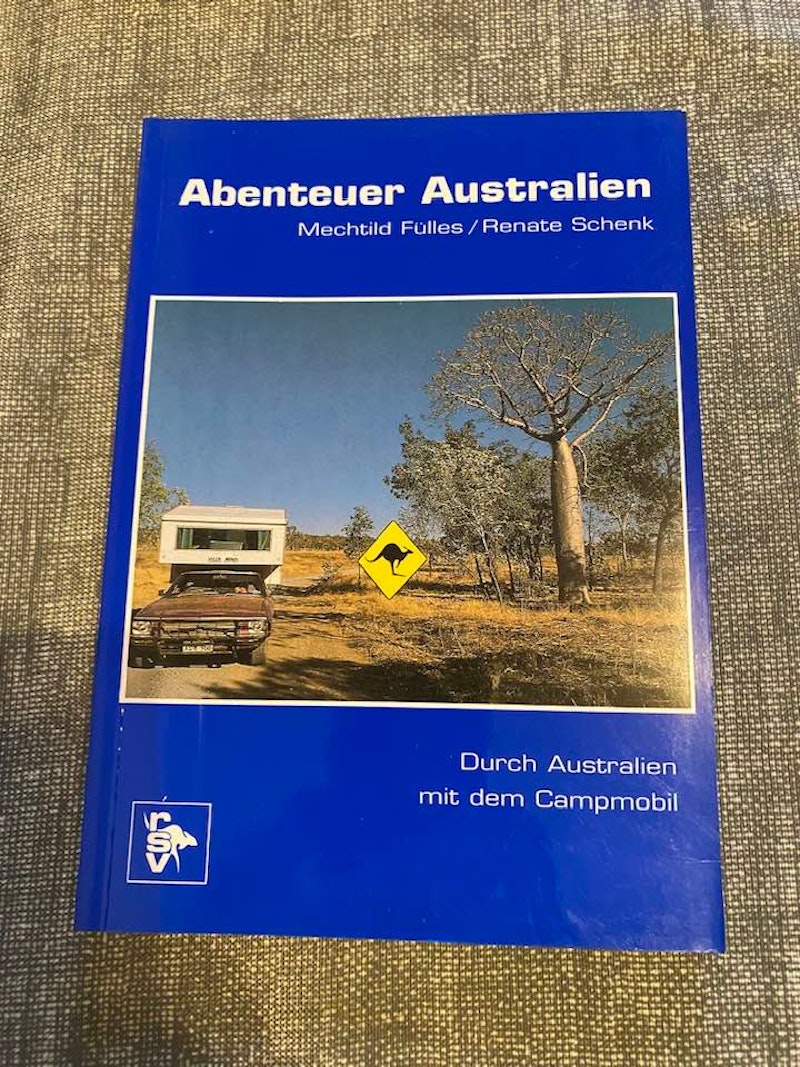 Abenteuer Australien
Mechtild Fülles / Renate Schenk
Durch Australien
mit dem Campmobil
rsv